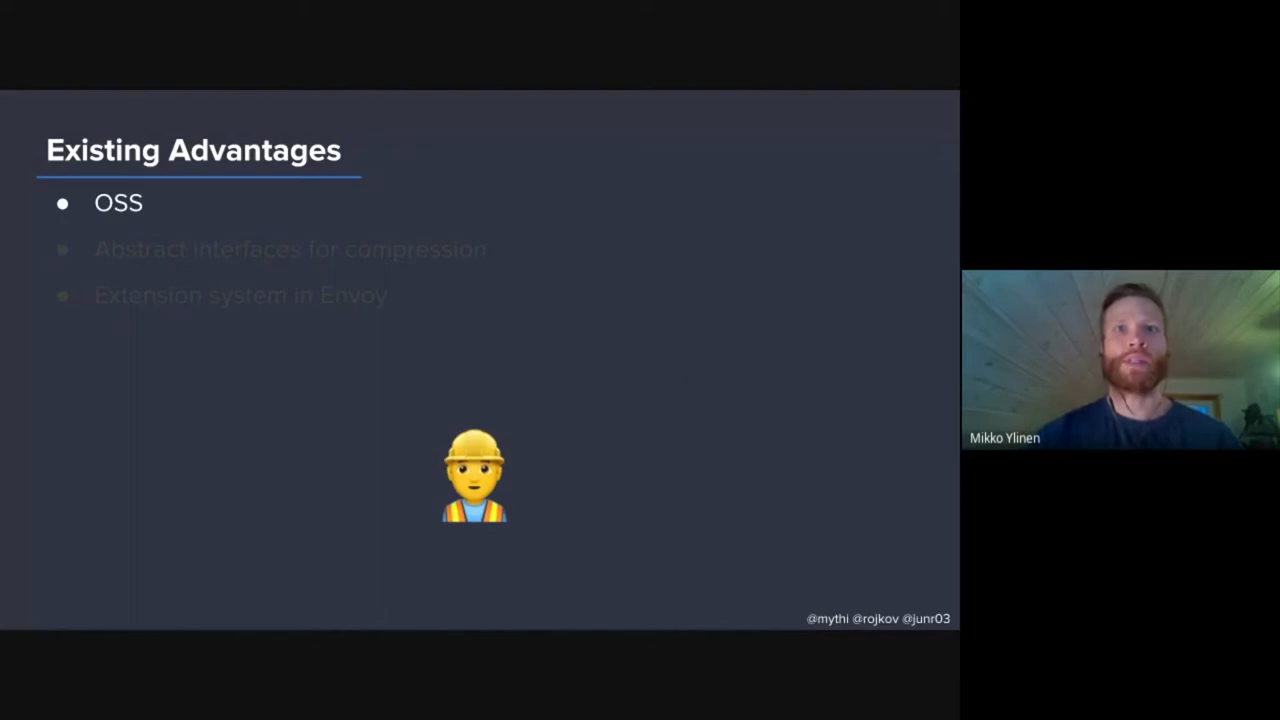 Existing Advantages
● OSS
● Abstract interfaces for compression
● Extension system in Envoy
@mythi @rojkov @junr03
Mikko Ylinen